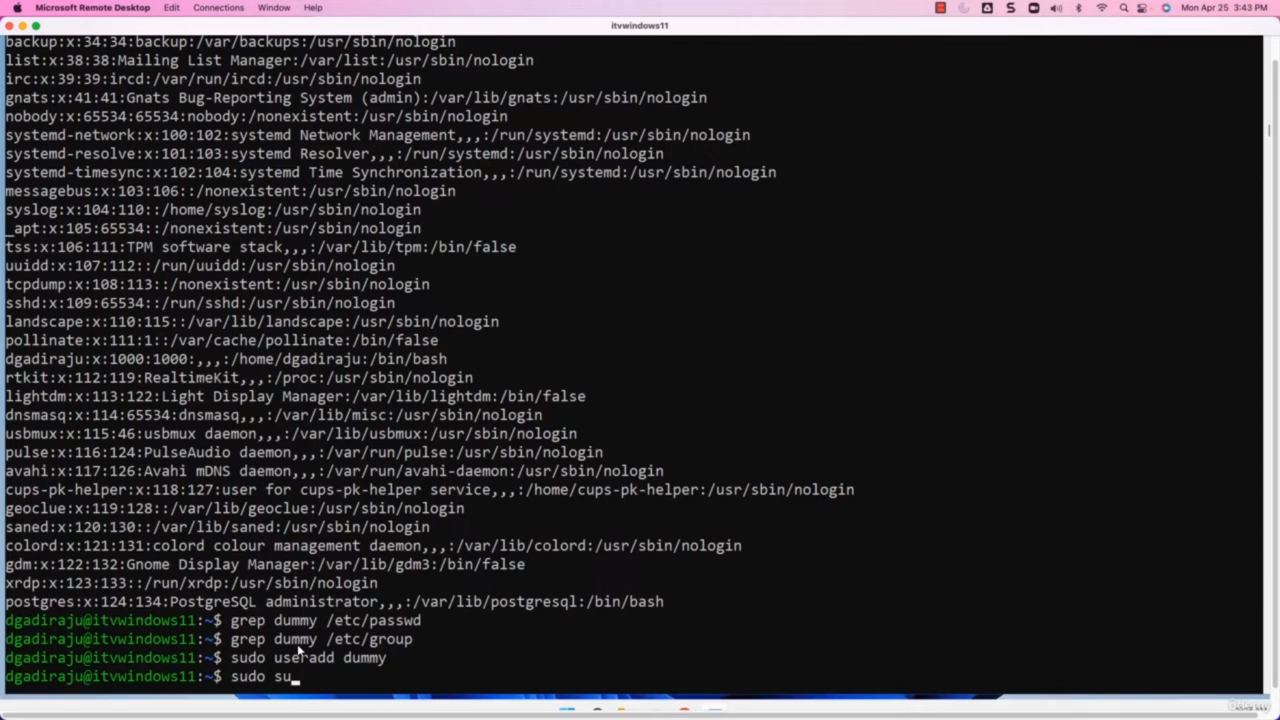 Microsoft Remote Desktop Edit Connections Window Help Mon Apr 25 3:43 PM
itvwindows11
backup:x:34:34:backup:/var/backups:/usr/sbin/nologin
list:x:38:38:Mailing List Manager:/var/list:/usr/sbin/nologin
irc:x:39:39:ircd:/var/run/ircd:/usr/sbin/nologin
gnats:x:41:41:Gnats Bug-Reporting System (admin):/var/lib/gnats:/usr/sbin/nologin
nobody:x:65534:65534:nobody:/nonexistent:/usr/sbin/nologin
systemd-network:x:100:102:systemd Network Management,,,:/run/systemd:/usr/sbin/nologin
systemd-resolve:x:101:103:systemd Resolver,,,:/run/systemd:/usr/sbin/nologin
systemd-timesync:x:102:104:systemd Time Synchronization,,,:/run/systemd:/usr/sbin/nologin
messagebus:x:103:106::/nonexistent:/usr/sbin/nologin
syslog:x:104:110::/home/syslog:/usr/sbin/nologin
_apt:x:105:65534::/nonexistent:/usr/sbin/nologin
tss:x:106:111:TPM software stack,,,:/var/lib/tpm:/bin/false
uuidd:x:107:112::/run/uuidd:/usr/sbin/nologin
tcpdump:x:108:113::/nonexistent:/usr/sbin/nologin
sshd:x:109:65534::/run/sshd:/usr/sbin/nologin
landscape:x:110:115::/var/lib/landscape:/usr/sbin/nologin
pollinate:x:111:1::/var/cache/pollinate:/bin/false
dgadiraju:x:1000:1000:,,,:/home/dgadiraju:/bin/bash
rtkit:x:112:119:RealtimeKit,,,:/proc:/usr/sbin/nologin
lightdm:x:113:122:Light Display Manager:/var/lib/lightdm:/bin/false
dnsmasq:x:114:65534:dnsmasq,,,:/var/lib/misc:/usr/sbin/nologin
usbmux:x:115:46:usbmux daemon,,,:/var/lib/usbmux:/usr/sbin/nologin
pulse:x:116:124:PulseAudio daemon,,,:/var/run/pulse:/usr/sbin/nologin
avahi:x:117:126:Avahi mDNS daemon,,,:/var/run/avahi-daemon:/usr/sbin/nologin
cups-pk-helper:x:118:127:user for cups-pk-helper service,,,:/home/cups-pk-helper:/usr/sbin/nologin
geoclue:x:119:128::/var/lib/geoclue:/usr/sbin/nologin
saned:x:120:130::/var/lib/saned:/usr/sbin/nologin
colord:x:121:131:colord colour management daemon,,,:/var/lib/colord:/usr/sbin/nologin
gdm:x:122:132:Gnome Display Manager:/var/lib/gdm3:/bin/false
xrdp:x:123:133::/run/xrdp:/usr/sbin/nologin
postgres:x:124:134:PostgreSQL administrator,,,:/var/lib/postgresql:/bin/bash
dgadiraju@itvwindows11:~$ grep dummy /etc/passwd
dgadiraju@itvwindows11:~$ grep dummy /etc/group
dgadiraju@itvwindows11:~$ sudo useradd dummy
dgadiraju@itvwindows11:~$ sudo su